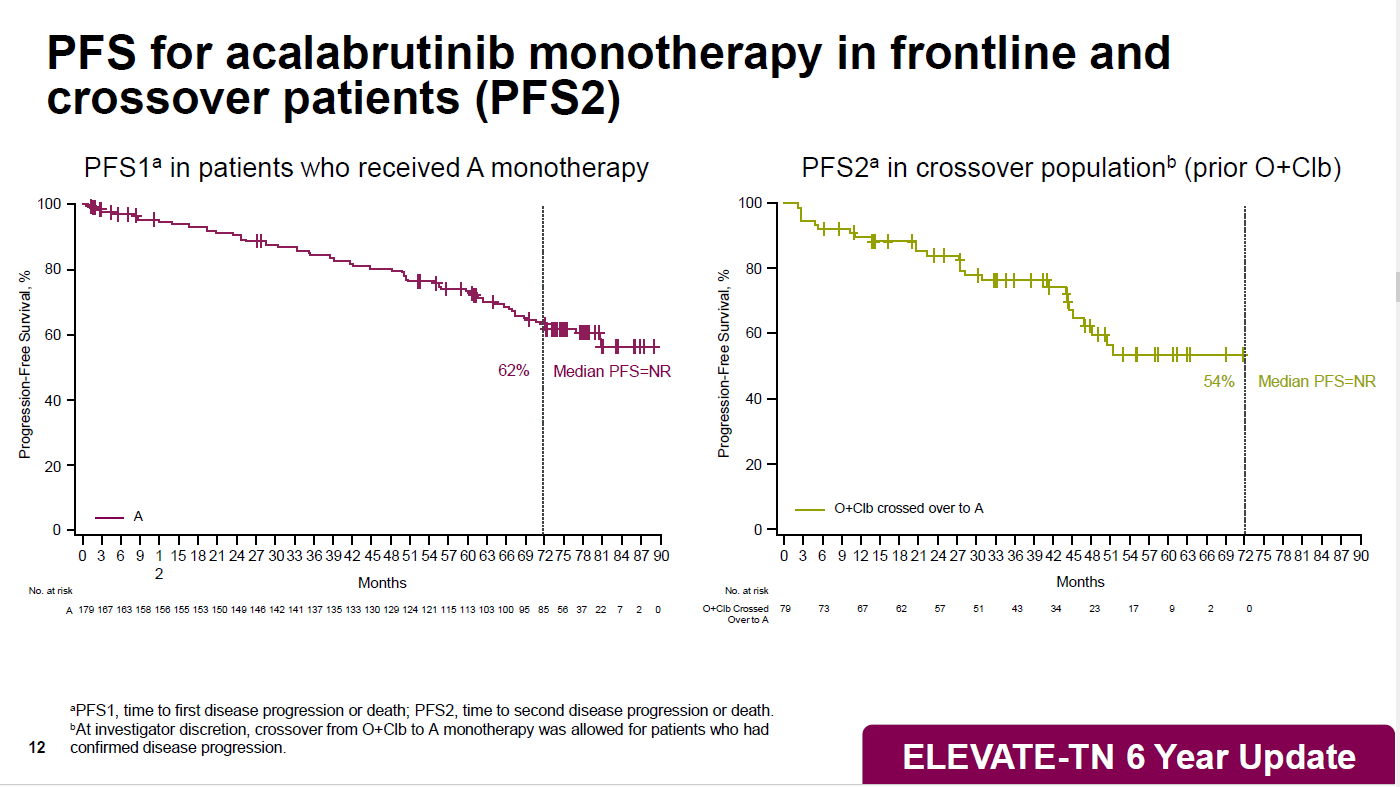 PFS for acalabrutinib monotherapy in frontline and
crossover patients (PFS2)
PFS1ᵃ in patients who received A monotherapy
Progression-Free Survival, %
100
80
60
40
20
0
62%
Median PFS=NR
A
0 3 6 9 12 15 18 21 24 27 30 33 36 39 42 45 48 51 54 57 60 63 66 69 72 75 78 81 84 87 90
Months
No. at risk
A 179 167 163 158 156 155 153 150 149 146 142 141 137 135 133 130 129 124 121 115 113 103 100 95 85 56 37 22 7 2 0
PFS2ᵃ in crossover populationᵇ (prior O+Clb)
Progression-Free Survival, %
100
80
60
40
20
0
54%
Median PFS=NR
O+Clb crossed over to A
0 3 6 9 12 15 18 21 24 27 30 33 36 39 42 45 48 51 54 57 60 63 66 69 72 75 78 81 84 87 90
Months
No. at risk
O+Clb Crossed 79 73 67 62 57 51 43 34 23 17 9 2 0
Over to A
ᵃPFS1, time to first disease progression or death; PFS2, time to second disease progression or death.
ᵇAt investigator discretion, crossover from O+Clb to A monotherapy was allowed for patients who had
confirmed disease progression.
12
ELEVATE-TN 6 Year Update